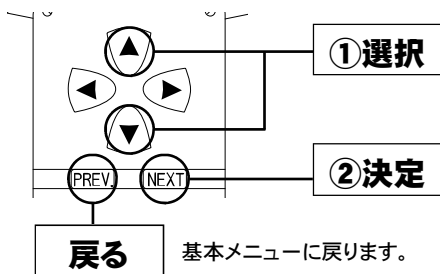 ①選択
PREV.
NEXT
②決定
戻る
基本メニューに戻ります。